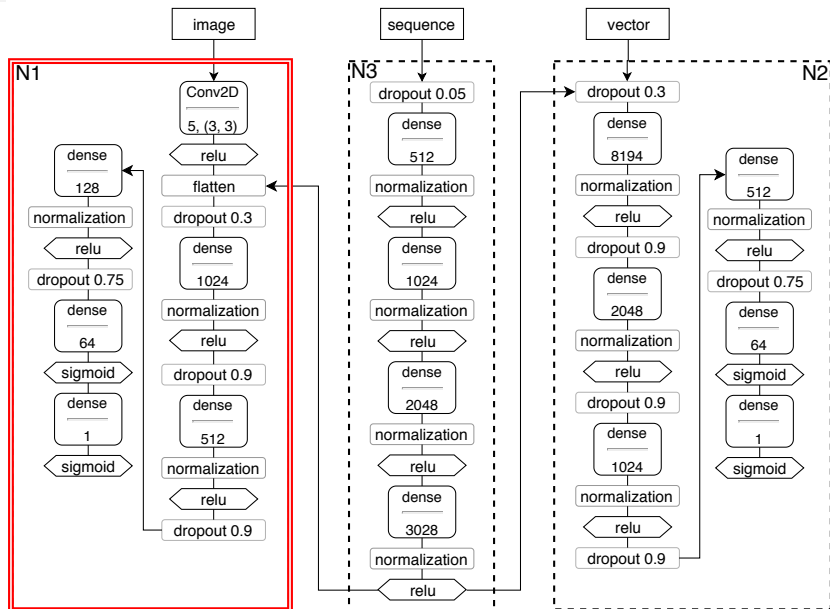 image
sequence
vector
N1
Conv2D
5, (3, 3)
relu
flatten
dropout 0.3
dense
1024
normalization
relu
dropout 0.9
dense
512
normalization
relu
dropout 0.9
dense
128
normalization
relu
dropout 0.75
dense
64
sigmoid
dense
1
sigmoid
N3
dropout 0.05
dense
512
normalization
relu
dense
1024
normalization
relu
dense
2048
normalization
relu
dense
3028
normalization
relu
N2
dropout 0.3
dense
8194
normalization
relu
dropout 0.9
dense
2048
normalization
relu
dropout 0.9
dense
1024
normalization
relu
dropout 0.9
dense
512
normalization
relu
dropout 0.75
dense
64
sigmoid
dense
1
sigmoid